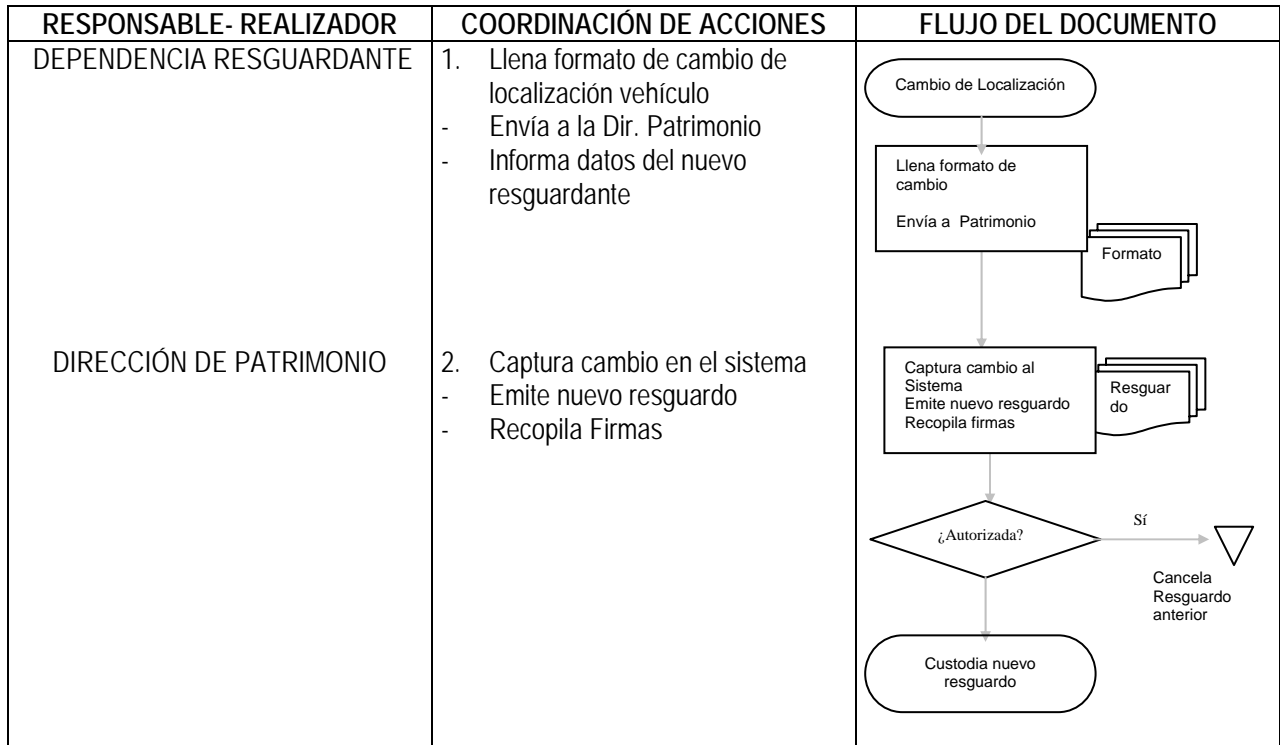 RESPONSABLE- REALIZADOR
COORDINACIÓN DE ACCIONES
FLUJO DEL DOCUMENTO
DEPENDENCIA RESGUARDANTE
1. Llena formato de cambio de
localización vehículo
- Envía a la Dir. Patrimonio
- Informa datos del nuevo
resguardante
Cambio de Localización
Llena formato de
cambio
Envía a Patrimonio
Formato
DIRECCIÓN DE PATRIMONIO
2. Captura cambio en el sistema
- Emite nuevo resguardo
- Recopila Firmas
Captura cambio al
Sistema
Emite nuevo resguardo
Recopila firmas
Resguar
do
¿Autorizada?
Sí
Cancela
Resguardo
anterior
Custodia nuevo
resguardo